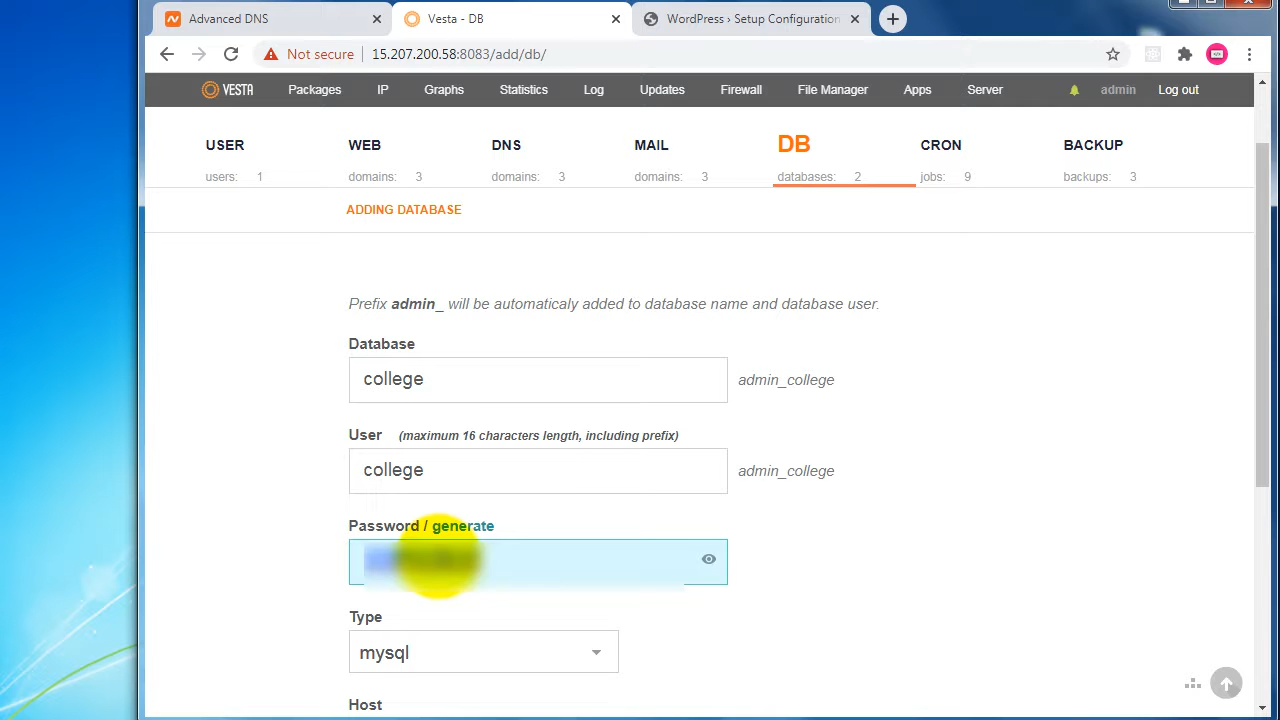 Advanced DNS
Vesta - DB
WordPress › Setup Configuration
Not secure 15.207.200.58:8083/add/db/
VESTA Packages IP Graphs Statistics Log Updates Firewall File Manager Apps Server admin Log out
USER WEB DNS MAIL DB CRON BACKUP
users: 1 domains: 3 domains: 3 domains: 3 databases: 2 jobs: 9 backups: 3
ADDING DATABASE
Prefix admin_ will be automaticaly added to database name and database user.
Database
college admin_college
User (maximum 16 characters length, including prefix)
college admin_college
Password / generate
Type
mysql
Host